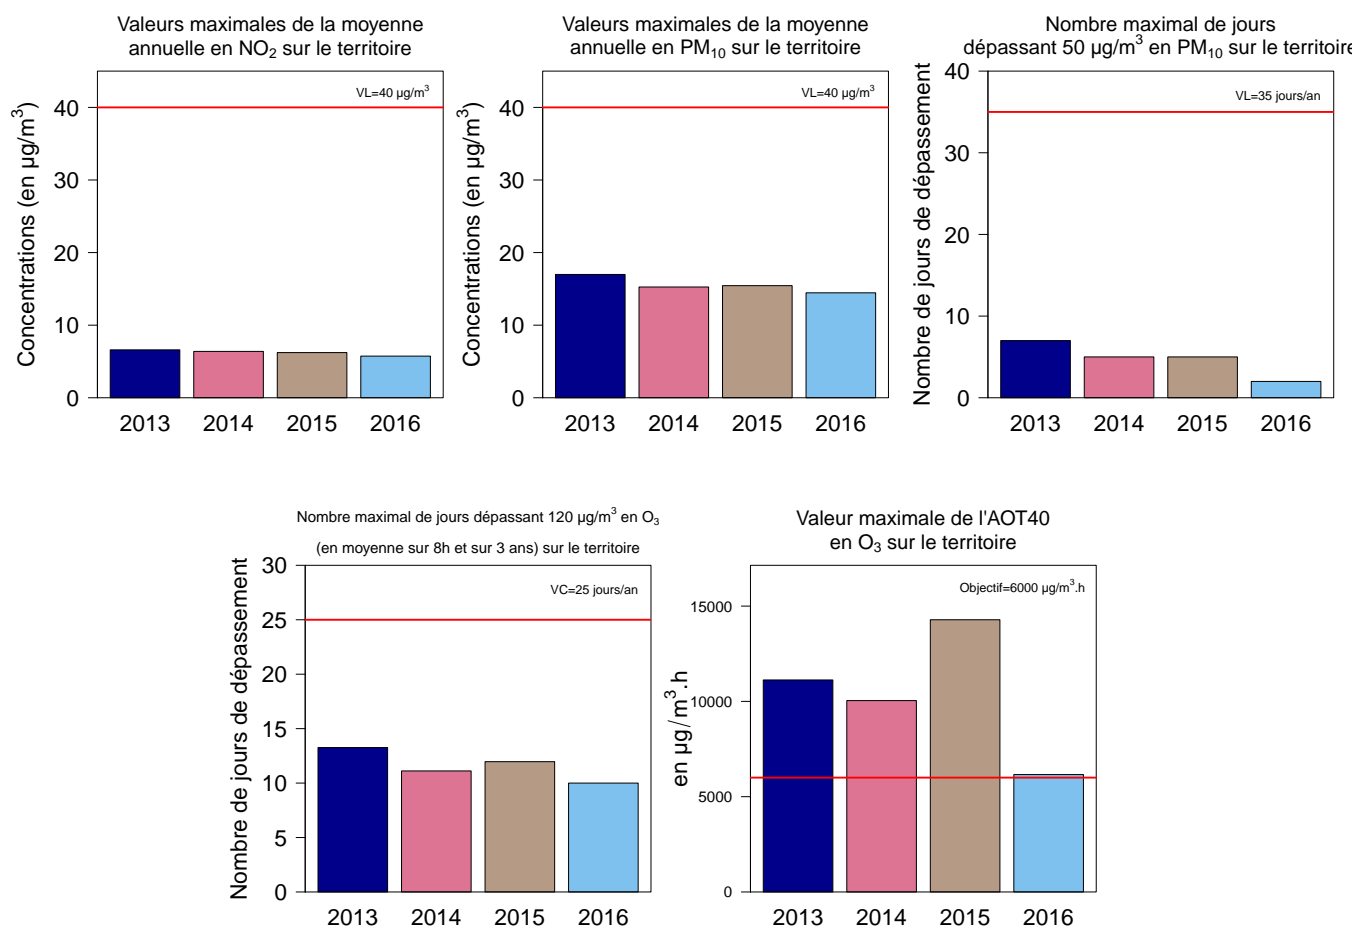 Valeurs maximales de la moyenne
annuelle en NO₂ sur le territoire
VL=40 µg/m³
Concentrations (en µg/m³)
40
30
20
10
0
2013 2014 2015 2016
Valeurs maximales de la moyenne
annuelle en PM₁₀ sur le territoire
VL=40 µg/m³
Concentrations (en µg/m³)
40
30
20
10
0
2013 2014 2015 2016
Nombre maximal de jours
dépassant 50 µg/m³ en PM₁₀ sur le territoire
VL=35 jours/an
Nombre de jours de dépassement
40
30
20
10
0
2013 2014 2015 2016
Nombre maximal de jours dépassant 120 µg/m³ en O₃
(en moyenne sur 8h et sur 3 ans) sur le territoire
VC=25 jours/an
Nombre de jours de dépassement
30
25
20
15
10
5
0
2013 2014 2015 2016
Valeur maximale de l'AOT40
en O₃ sur le territoire
Objectif=6000 µg/m³.h
en µg/m³.h
15000
10000
5000
0
2013 2014 2015 2016